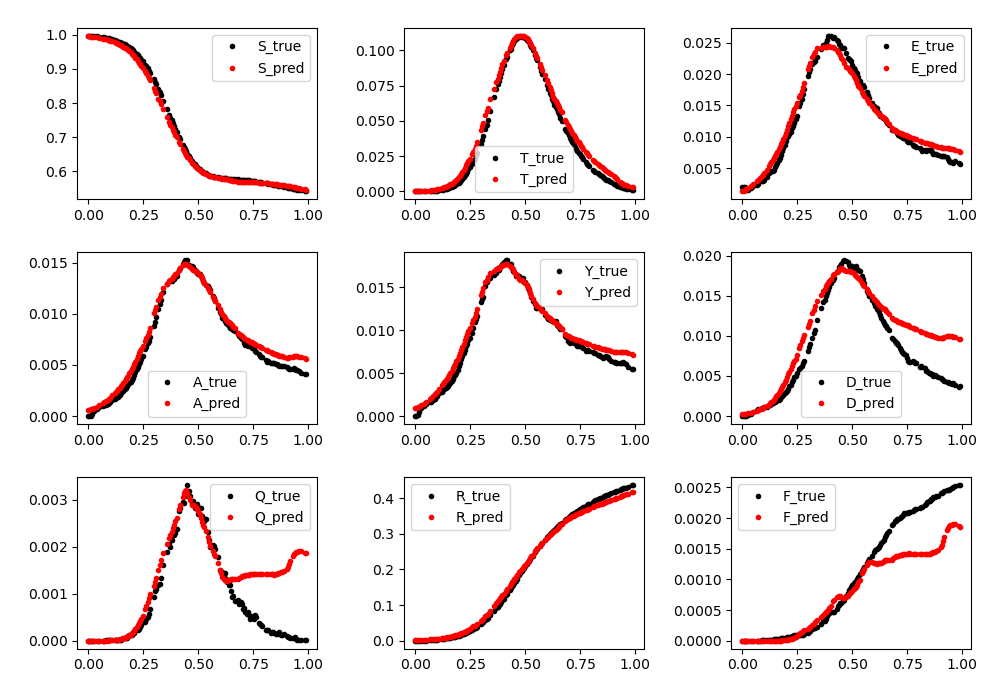 1.0
0.9
0.8
0.7
0.6
S_true
S_pred
0.00 0.25 0.50 0.75 1.00
0.100
0.075
0.050
0.025
0.000
T_true
T_pred
0.00 0.25 0.50 0.75 1.00
0.025
0.020
0.015
0.010
0.005
E_true
E_pred
0.00 0.25 0.50 0.75 1.00
0.015
0.010
0.005
0.000
A_true
A_pred
0.00 0.25 0.50 0.75 1.00
0.015
0.010
0.005
0.000
Y_true
Y_pred
0.00 0.25 0.50 0.75 1.00
0.020
0.015
0.010
0.005
0.000
D_true
D_pred
0.00 0.25 0.50 0.75 1.00
0.003
0.002
0.001
0.000
Q_true
Q_pred
0.00 0.25 0.50 0.75 1.00
0.4
0.3
0.2
0.1
0.0
R_true
R_pred
0.00 0.25 0.50 0.75 1.00
0.0025
0.0020
0.0015
0.0010
0.0005
0.0000
F_true
F_pred
0.00 0.25 0.50 0.75 1.00